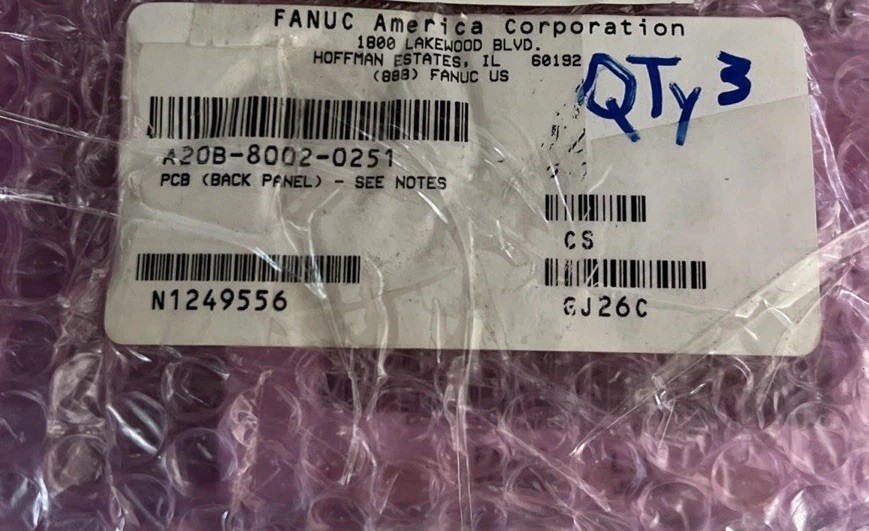 FANUC America Corporation
1800 LAKEWOOD BLVD.
HOFFMAN ESTATES, IL 60192
(888) FANUC US
QTy 3
A20B-8002-0251
PCB (BACK PANEL) - SEE NOTES
CS
N1249556
GJ26C